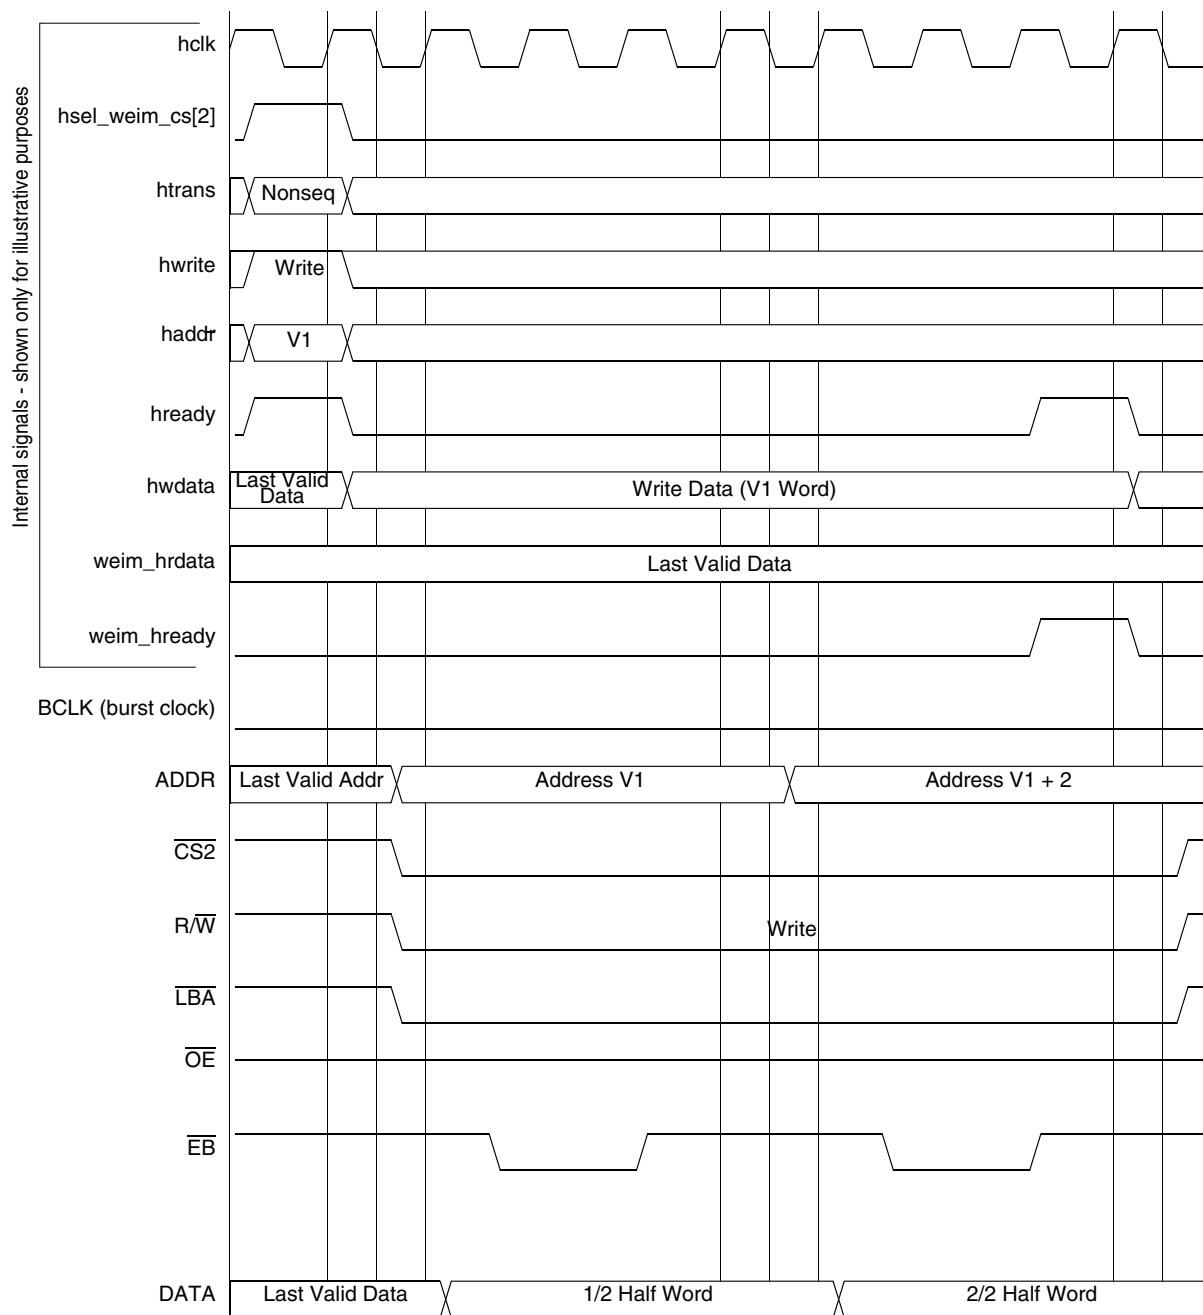 Internal signals - shown only for illustrative purposes
hclk
hsel_weim_cs[2]
htrans
Nonseq
hwrite
Write
haddr
V1
hready
hwdata
Last Valid
Data
Write Data (V1 Word)
weim_hrdata
Last Valid Data
weim_hready
BCLK (burst clock)
ADDR
Last Valid Addr
Address V1
Address V1 + 2
CS2
R/W
Write
LBA
OE
EB
DATA
Last Valid Data
1/2 Half Word
2/2 Half Word